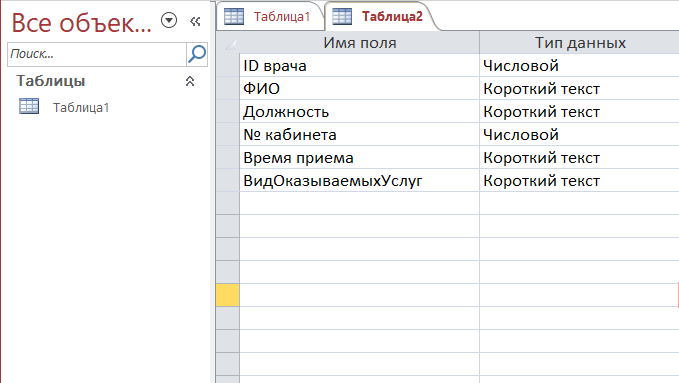 Все объек...
Поиск...
Таблицы
Таблица1
Таблица1 Таблица2
Имя поля Тип данных
ID врача Числовой
ФИО Короткий текст
Должность Короткий текст
№ кабинета Числовой
Время приема Короткий текст
ВидОказываемыхУслуг Короткий текст